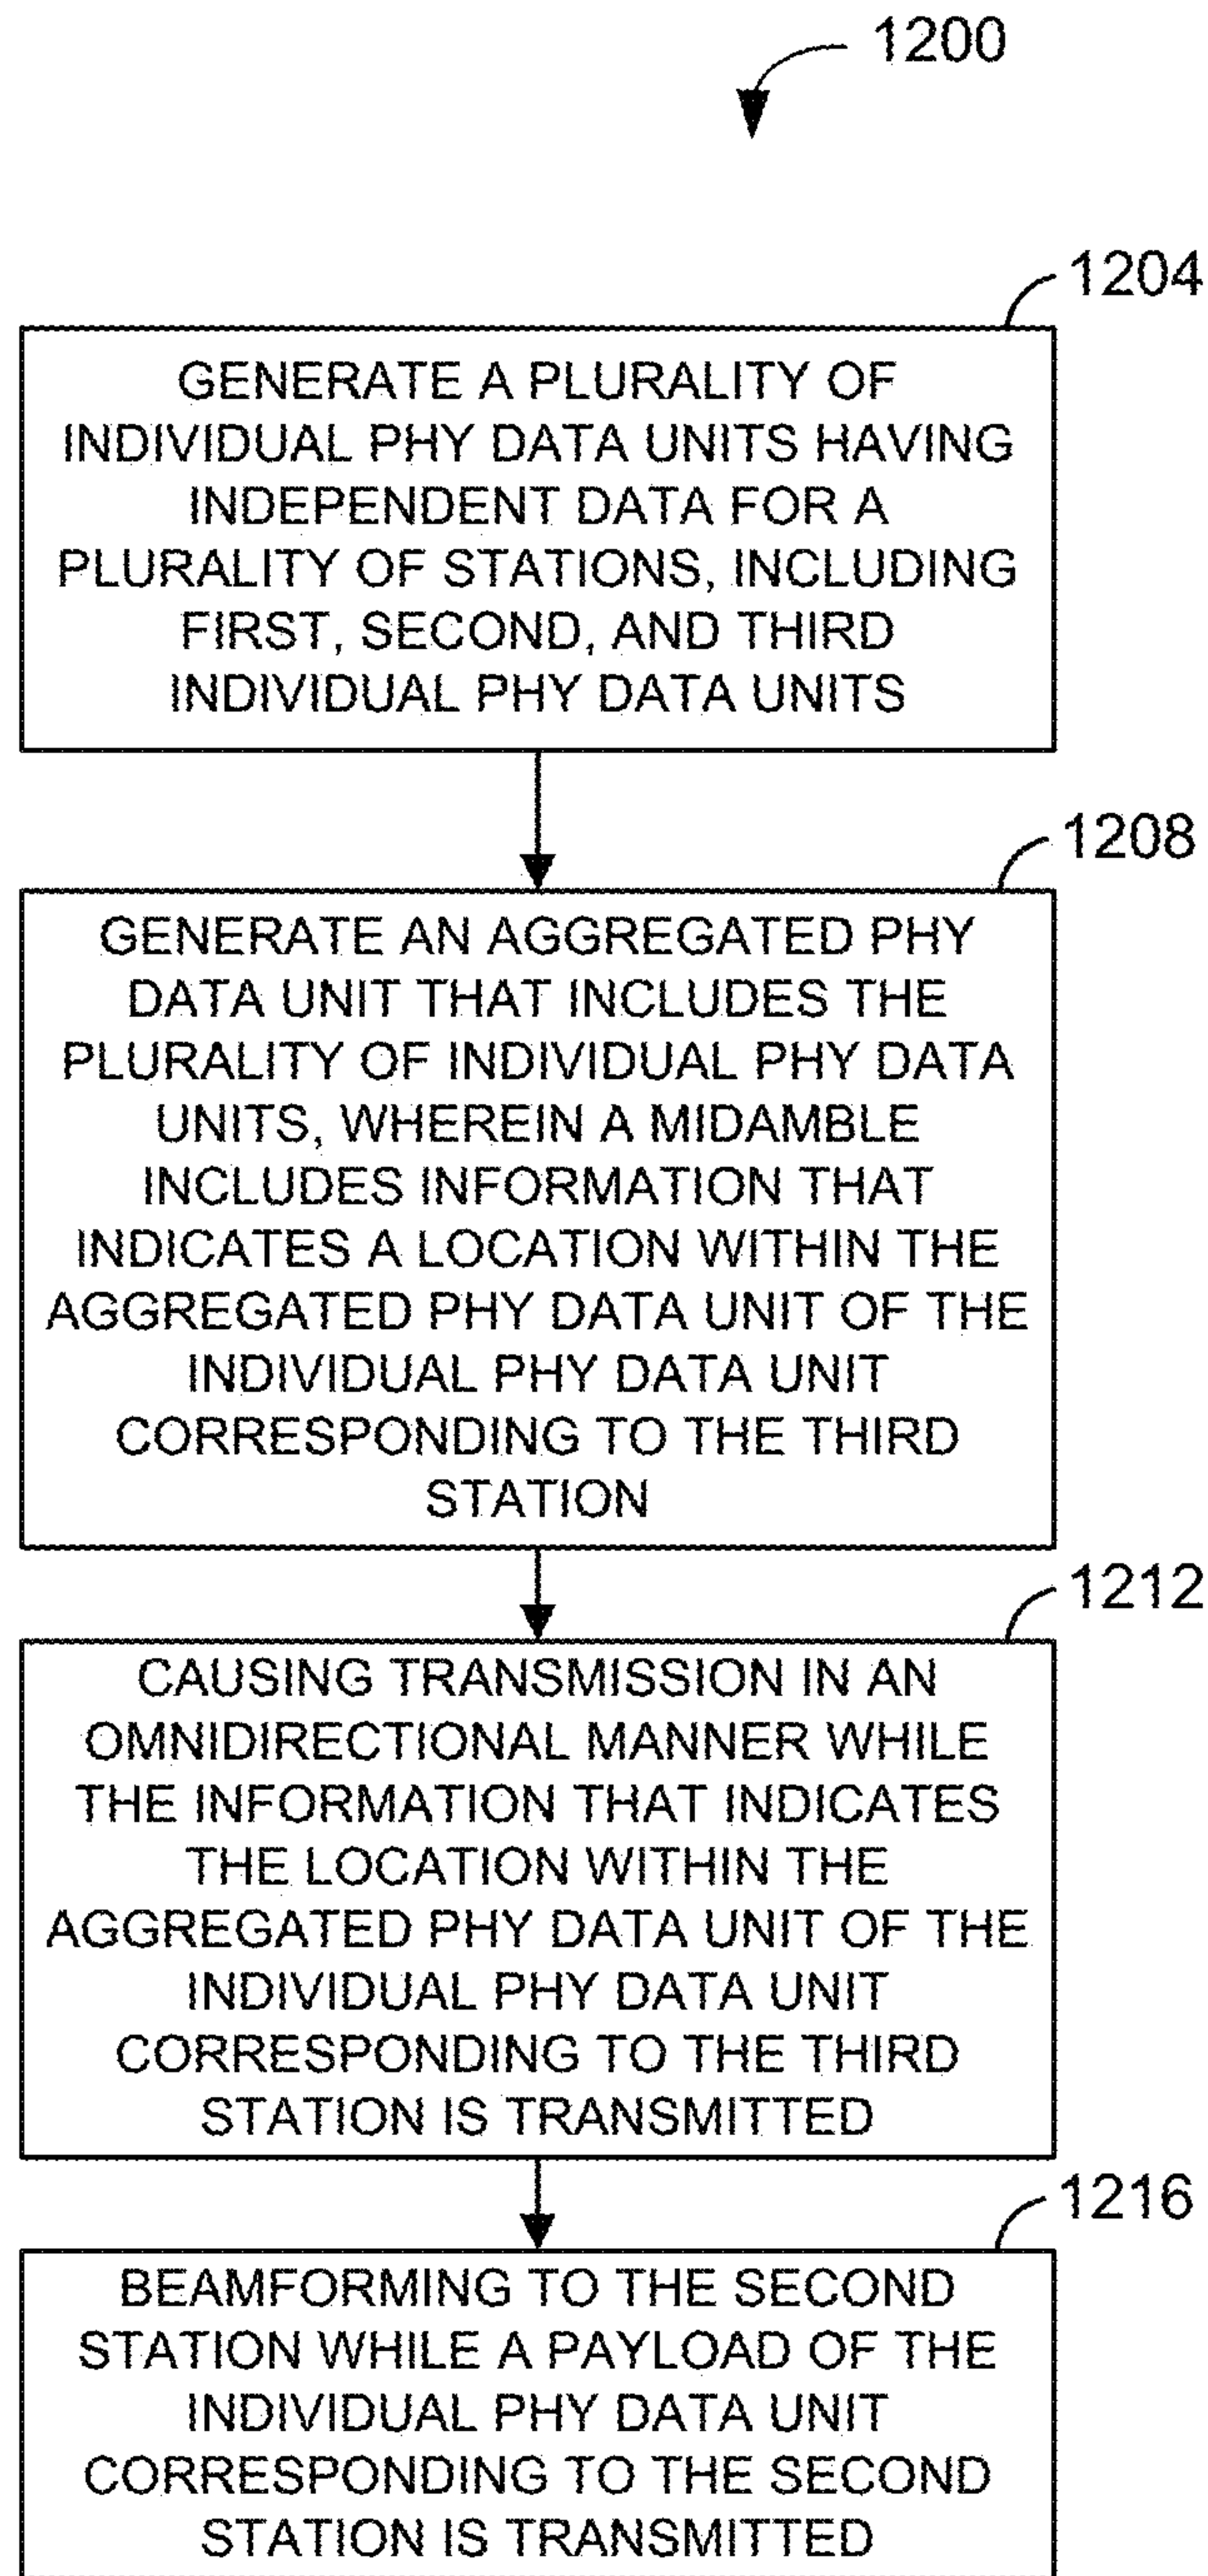 1200
1204
GENERATE A PLURALITY OF
INDIVIDUAL PHY DATA UNITS HAVING
INDEPENDENT DATA FOR A
PLURALITY OF STATIONS, INCLUDING
FIRST, SECOND, AND THIRD
INDIVIDUAL PHY DATA UNITS
1208
GENERATE AN AGGREGATED PHY
DATA UNIT THAT INCLUDES THE
PLURALITY OF INDIVIDUAL PHY DATA
UNITS, WHEREIN A MIDAMBLE
INCLUDES INFORMATION THAT
INDICATES A LOCATION WITHIN THE
AGGREGATED PHY DATA UNIT OF THE
INDIVIDUAL PHY DATA UNIT
CORRESPONDING TO THE THIRD
STATION
1212
CAUSING TRANSMISSION IN AN
OMNIDIRECTIONAL MANNER WHILE
THE INFORMATION THAT INDICATES
THE LOCATION WITHIN THE
AGGREGATED PHY DATA UNIT OF THE
INDIVIDUAL PHY DATA UNIT
CORRESPONDING TO THE THIRD
STATION IS TRANSMITTED
1216
BEAMFORMING TO THE SECOND
STATION WHILE A PAYLOAD OF THE
INDIVIDUAL PHY DATA UNIT
CORRESPONDING TO THE SECOND
STATION IS TRANSMITTED